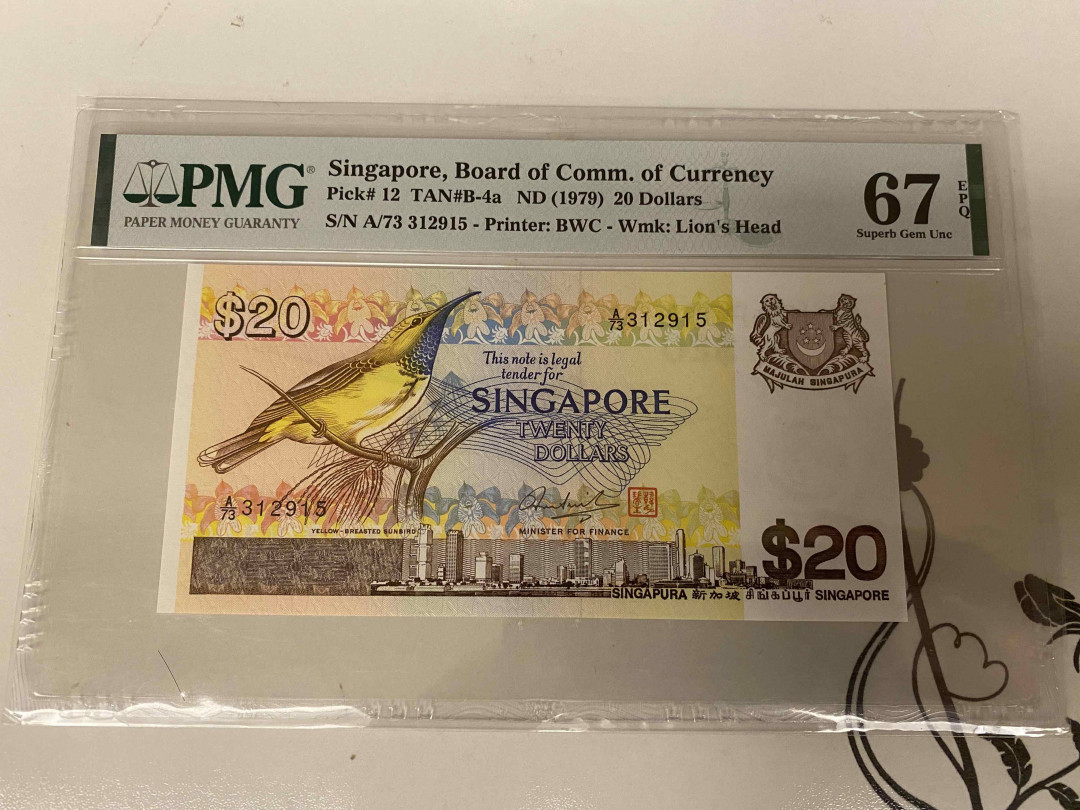 PMG®
PAPER MONEY GUARANTY
Singapore, Board of Comm. of Currency
Pick# 12 TAN#B-4a ND (1979) 20 Dollars
S/N A/73 312915 - Printer: BWC - Wmk: Lion's Head
67
EPQ
Superb Gem Unc
$20
A/73 312915
MAJULAH SINGAPURA
This note is legal
tender for
SINGAPORE
TWENTY
DOLLARS
A/73 312915
YELLOW-BREASTED SUNBIRD
MINISTER FOR FINANCE
$20
SINGAPURA 新加坡 சிங்கப்பூர் SINGAPORE